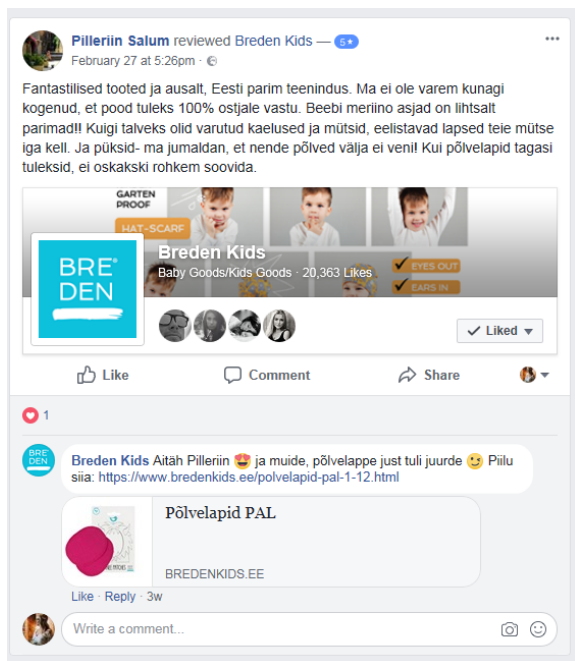 Pilleriin Salum reviewed Breden Kids — 5★
February 27 at 5:26pm ·
Fantastilised tooted ja ausalt, Eesti parim teenindus. Ma ei ole varem kunagi
kogenud, et pood tuleks 100% ostjale vastu. Beebi meriino asjad on lihtsalt
parimad!! Kuigi talveks olid varutud kaelused ja mütsid, eelistavad lapsed teie mütse
iga kell. Ja püksid- ma jumaldan, et nende põlved välja ei veni! Kui põlvelapid tagasi
tuleksid, ei oskakski rohkem soovida.
GARTEN
PROOF
HAT-SCARF
BRE°
DEN
Breden Kids
Baby Goods/Kids Goods · 20,363 Likes
EYES OUT
EARS IN
Liked
Like Comment Share
1
BRE°
DEN
Breden Kids Aitäh Pilleriin 😍 ja muide, põlvelappe just tuli juurde 😉 Piilu
siia: https://www.bredenkids.ee/polvelapid-pal-1-12.html
Põlvelapid PAL
BREDENKIDS.EE
Like · Reply · 3w
Write a comment...